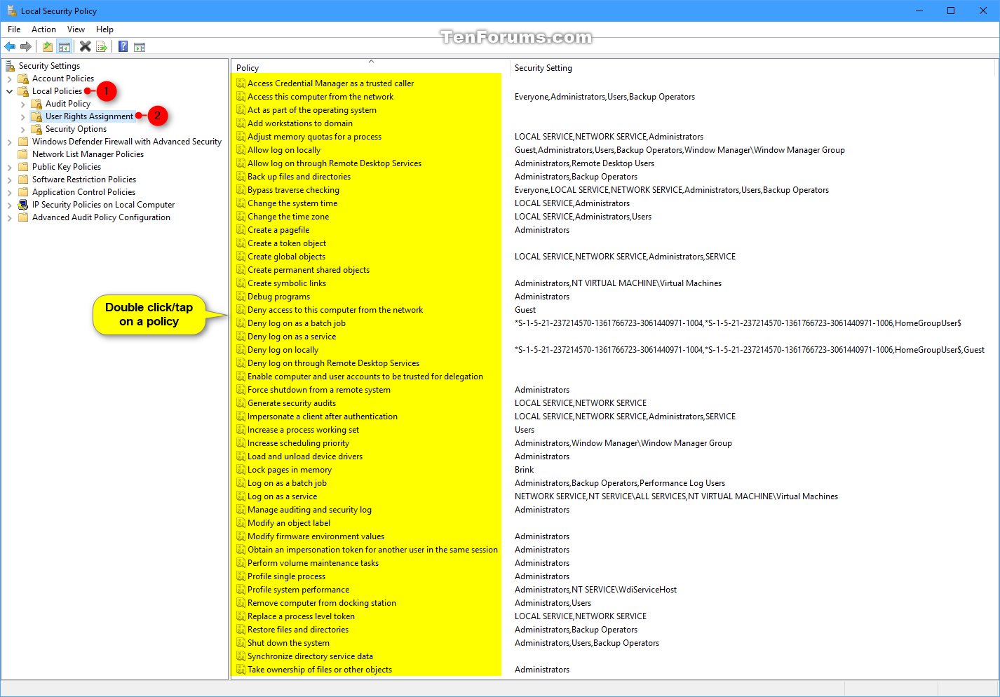 Local Security Policy
File Action View Help
TenForums.com
Security Settings
Account Policies
Local Policies 1
Audit Policy
User Rights Assignment 2
Security Options
Windows Defender Firewall with Advanced Security
Network List Manager Policies
Public Key Policies
Software Restriction Policies
Application Control Policies
IP Security Policies on Local Computer
Advanced Audit Policy Configuration
Double click/tap
on a policy
Policy Security Setting
Access Credential Manager as a trusted caller
Access this computer from the network Everyone,Administrators,Users,Backup Operators
Act as part of the operating system
Add workstations to domain
Adjust memory quotas for a process LOCAL SERVICE,NETWORK SERVICE,Administrators
Allow log on locally Guest,Administrators,Users,Backup Operators,Window Manager\Window Manager Group
Allow log on through Remote Desktop Services Administrators,Remote Desktop Users
Back up files and directories Administrators,Backup Operators
Bypass traverse checking Everyone,LOCAL SERVICE,NETWORK SERVICE,Administrators,Users,Backup Operators
Change the system time LOCAL SERVICE,Administrators
Change the time zone LOCAL SERVICE,Administrators,Users
Create a pagefile Administrators
Create a token object
Create global objects LOCAL SERVICE,NETWORK SERVICE,Administrators,SERVICE
Create permanent shared objects
Create symbolic links Administrators,NT VIRTUAL MACHINE\Virtual Machines
Debug programs Administrators
Deny access to this computer from the network Guest
Deny log on as a batch job *S-1-5-21-237214570-1361766723-3061440971-1004,*S-1-5-21-237214570-1361766723-3061440971-1006,HomeGroupUser$
Deny log on as a service
Deny log on locally *S-1-5-21-237214570-1361766723-3061440971-1004,*S-1-5-21-237214570-1361766723-3061440971-1006,HomeGroupUser$,Guest
Deny log on through Remote Desktop Services
Enable computer and user accounts to be trusted for delegation
Force shutdown from a remote system Administrators
Generate security audits LOCAL SERVICE,NETWORK SERVICE
Impersonate a client after authentication LOCAL SERVICE,NETWORK SERVICE,Administrators,SERVICE
Increase a process working set Users
Increase scheduling priority Administrators,Window Manager\Window Manager Group
Load and unload device drivers Administrators
Lock pages in memory Brink
Log on as a batch job Administrators,Backup Operators,Performance Log Users
Log on as a service NETWORK SERVICE,NT SERVICE\ALL SERVICES,NT VIRTUAL MACHINE\Virtual Machines
Manage auditing and security log Administrators
Modify an object label
Modify firmware environment values Administrators
Obtain an impersonation token for another user in the same session Administrators
Perform volume maintenance tasks Administrators
Profile single process Administrators
Profile system performance Administrators,NT SERVICE\WdiServiceHost
Remove computer from docking station Administrators,Users
Replace a process level token LOCAL SERVICE,NETWORK SERVICE
Restore files and directories Administrators,Backup Operators
Shut down the system Administrators,Users,Backup Operators
Synchronize directory service data
Take ownership of files or other objects Administrators